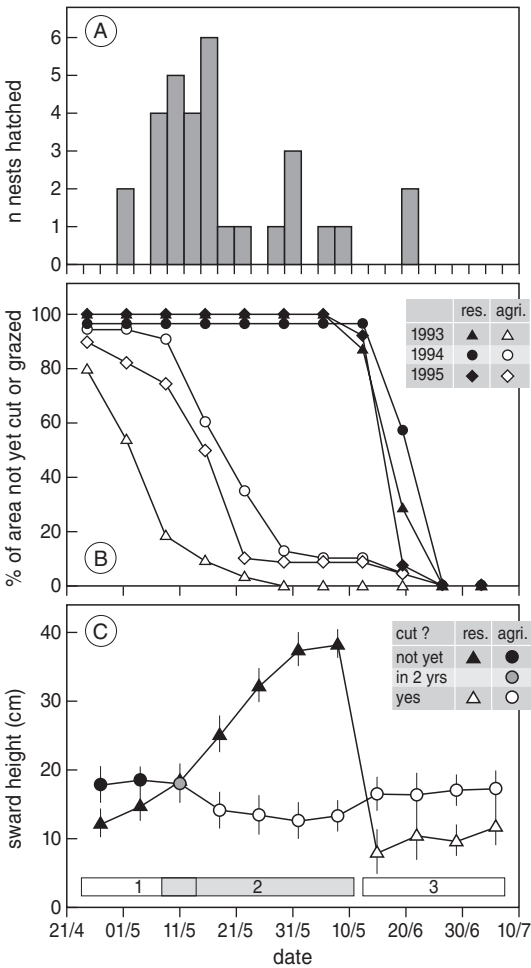 A
n nests hatched
6
5
4
3
2
1
0
B
% of area not yet cut or grazed
100
80
60
40
20
0
res. agri.
1993
1994
1995
C
sward height (cm)
40
30
20
10
0
cut ? res. agri.
not yet
in 2 yrs
yes
1 2 3
21/4 01/5 11/5 21/5 31/5 10/5 20/6 30/6 10/7
date